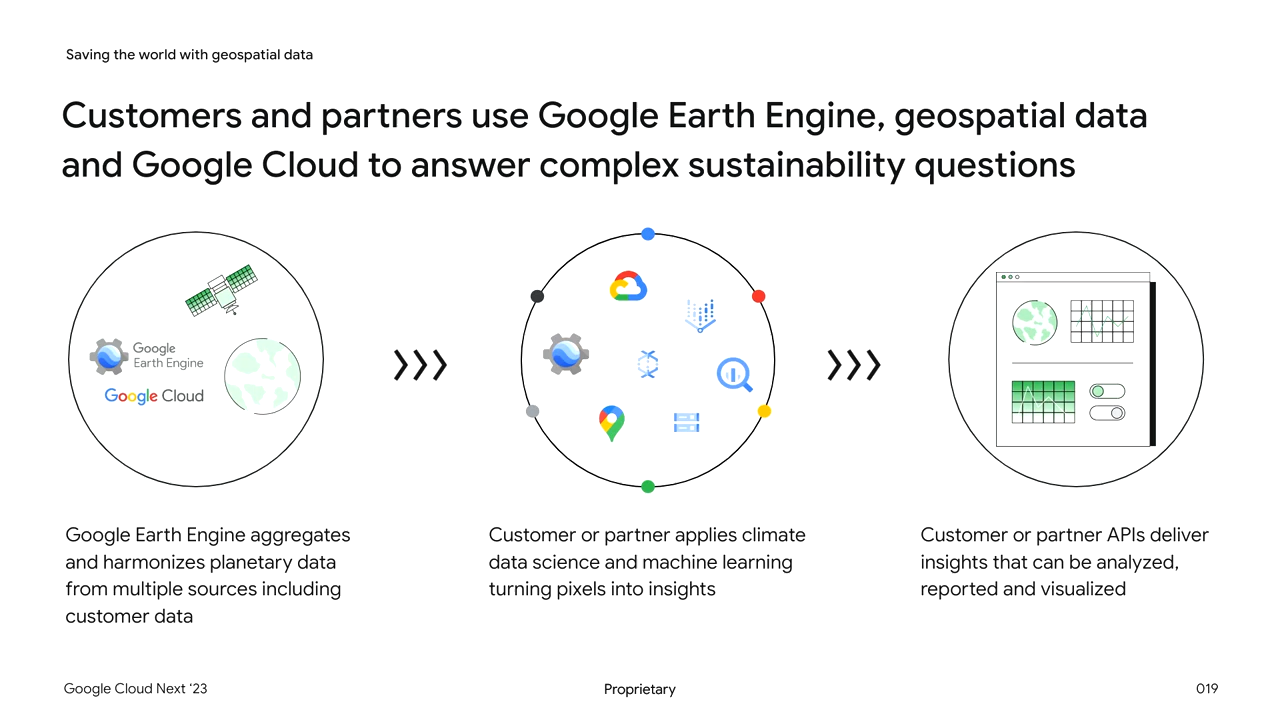 Saving the world with geospatial data
Customers and partners use Google Earth Engine, geospatial data
and Google Cloud to answer complex sustainability questions
Google
Earth Engine
Google Cloud
Google Earth Engine aggregates
and harmonizes planetary data
from multiple sources including
customer data
Customer or partner applies climate
data science and machine learning
turning pixels into insights
Customer or partner APIs deliver
insights that can be analyzed,
reported and visualized
Google Cloud Next ‘23
Proprietary
019